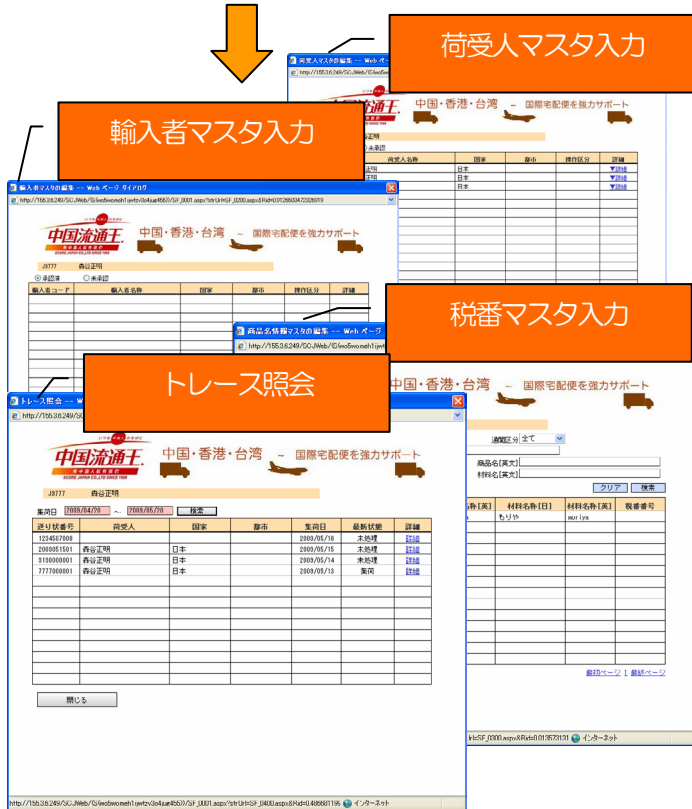 荷受人マスタ入力
荷受人マスタの編集 -- Web ペー
中国・香港・台湾 ～ 国際宅配便を強力サポート
荷受人名称 国家 都市 操作区分 詳細
日本 ▼詳細
日本 ▼詳細
日本 ▼詳細
輸入者マスタ入力
輸入者マスタの編集 -- Web ページ ダイアログ
中国流通王.
中国・香港・台湾 ～ 国際宅配便を強力サポート
J9777 森谷正明
承認済 未承認
輸入者コード 輸入者名称 国家 都市 操作区分 詳細
税番マスタ入力
商品名情報マスタの編集 -- Web ページ
中国・香港・台湾 ～ 国際宅配便を強力サポート
通関区分 全て
商品名[英文]
材料名[英文]
クリア 検索
材料名称[日] 材料名称[英] 税番番号
もりや moriya
最初ページ | 最終ページ
インターネット
トレース照会
トレース照会 --
中国流通王.
中国・香港・台湾 ～ 国際宅配便を強力サポート
J9777 森谷正明
集荷日 2009/04/20 ～ 2009/05/20 検索
送り状番号 荷受人 国家 都市 集荷日 最新状態 詳細
1234567890 2009/05/18 未処理 詳細
2009051501 森谷正明 日本 2009/05/15 未処理 詳細
3130000001 森谷正明 日本 2009/05/14 未処理 詳細
7777000001 森谷正明 日本 2009/05/13 集荷 詳細
閉じる
インターネット